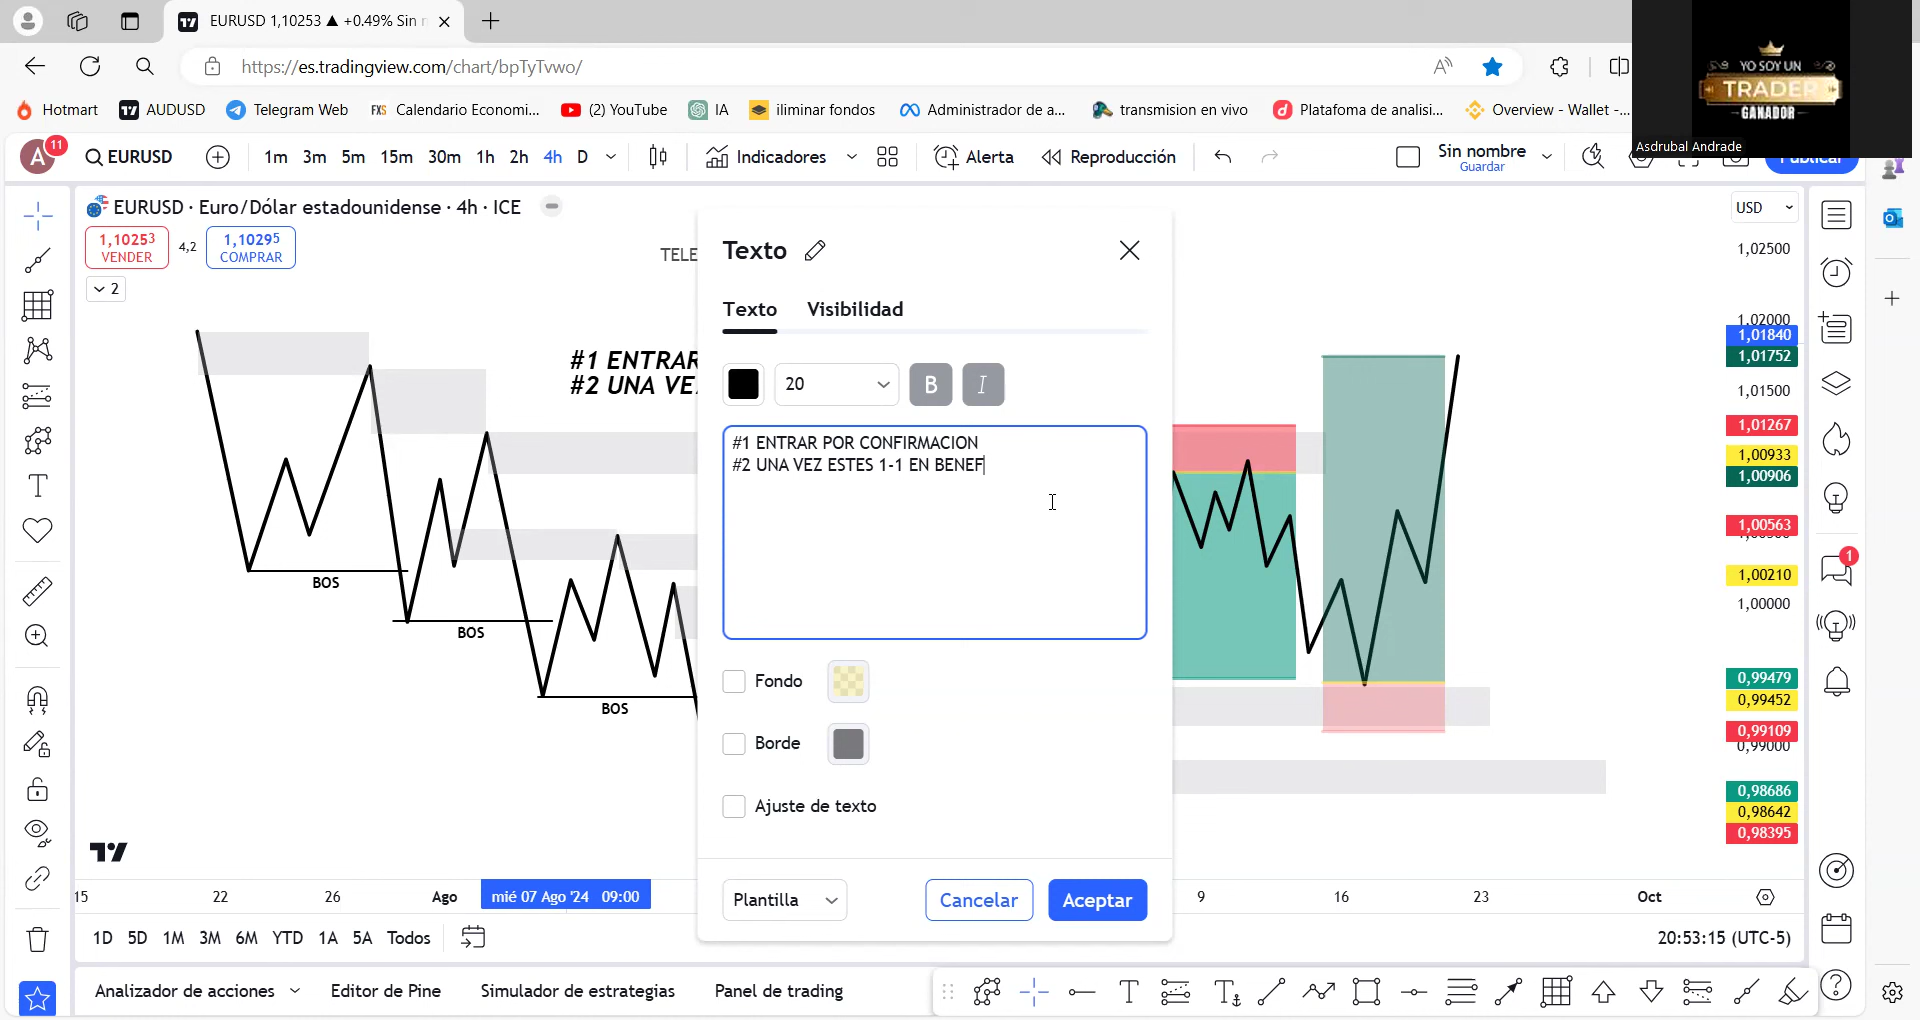 EURUSD 1,10253 ▲ +0.49% Sin
https://es.tradingview.com/chart/bpTyTvwo/
Hotmart
AUDUSD
Telegram Web
FXS Calendario Economi...
(2) YouTube
IA
iliminar fondos
Administrador de a...
transmision en vivo
Platafoma de analisi...
Overview - Wallet -...
YO SOY UN
TRADER
GANADOR
Asdrubal Andrade
A
11
EURUSD
1m 3m 5m 15m 30m 1h 2h 4h D
Indicadores
Alerta
Reproducción
Sin nombre
Guardar
Publicar
EURUSD · Euro/Dólar estadounidense · 4h · ICE
USD
1,10253
VENDER
4,2
1,10295
COMPRAR
2
TELE
#1 ENTRAR
#2 UNA VE
BOS
BOS
BOS
Texto
Texto
Visibilidad
20
B
I
#1 ENTRAR POR CONFIRMACION
#2 UNA VEZ ESTES 1-1 EN BENEF
Fondo
Borde
Ajuste de texto
Plantilla
Cancelar
Aceptar
1,02500
1,02000
1,01840
1,01752
1,01500
1,01267
1,00933
1,00906
1,00563
1,00210
1,00000
0,99479
0,99452
0,99109
0,99000
0,98686
0,98642
0,98395
1
15
22
26
Ago
mié 07 Ago '24 09:00
9
16
23
Oct
1D 5D 1M 3M 6M YTD 1A 5A Todos
20:53:15 (UTC-5)
Analizador de acciones
Editor de Pine
Simulador de estrategias
Panel de trading